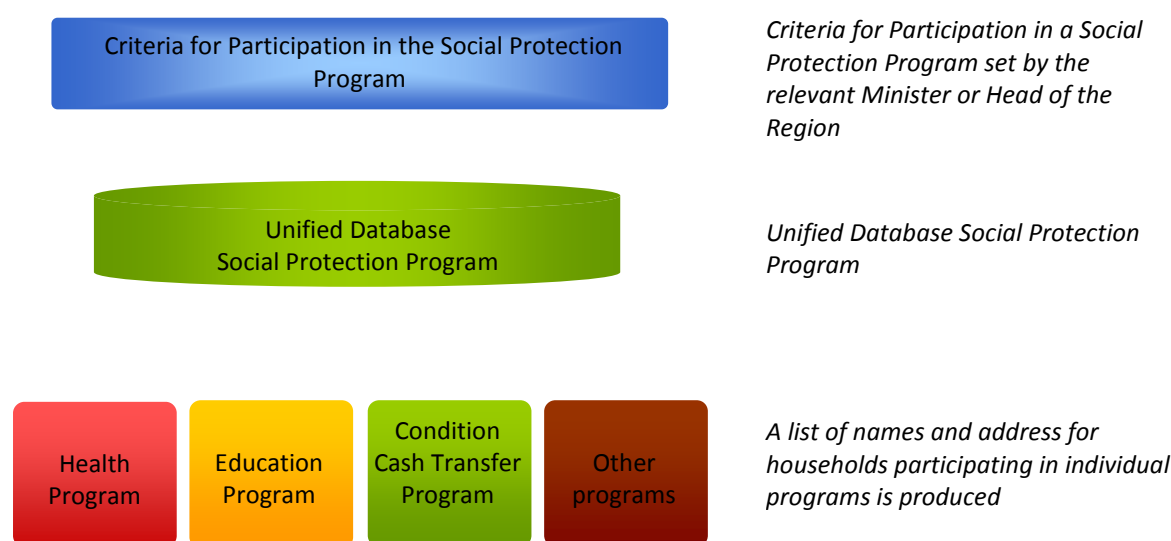 Criteria for Participation in the Social Protection
Program
Criteria for Participation in a Social
Protection Program set by the
relevant Minister or Head of the
Region
Unified Database
Social Protection Program
Unified Database Social Protection
Program
Health
Program
Education
Program
Condition
Cash Transfer
Program
Other
programs
A list of names and address for
households participating in individual
programs is produced